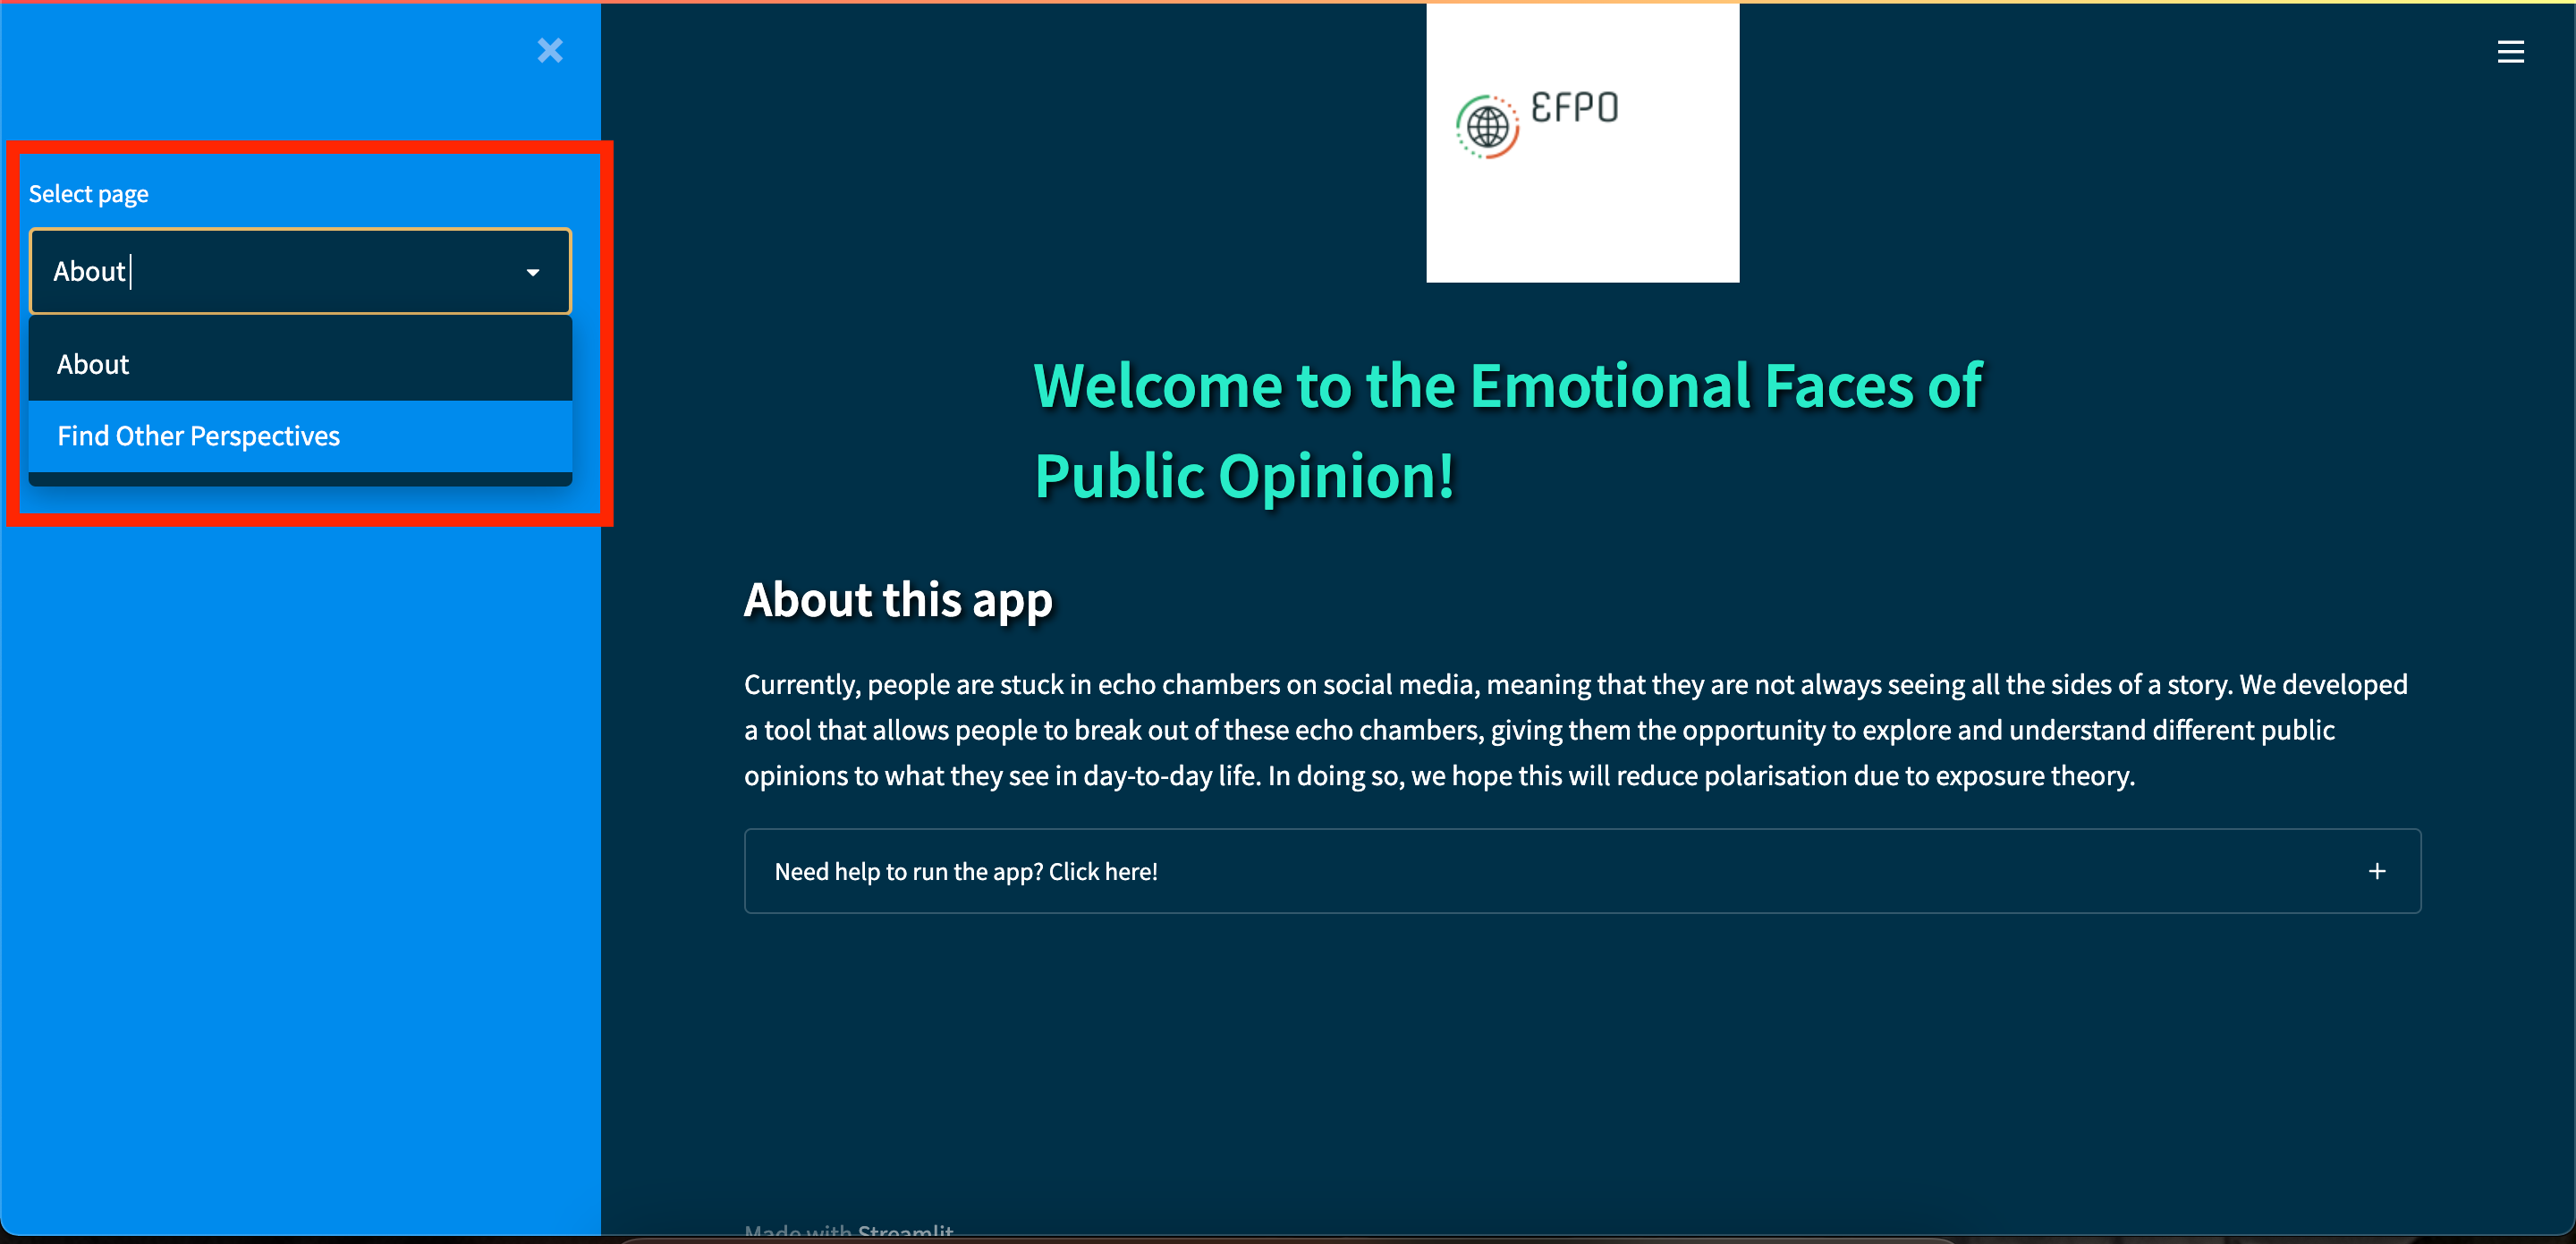 Select page
About
About
Find Other Perspectives
EFPO
Welcome to the Emotional Faces of
Public Opinion!
About this app
Currently, people are stuck in echo chambers on social media, meaning that they are not always seeing all the sides of a story. We developed
a tool that allows people to break out of these echo chambers, giving them the opportunity to explore and understand different public
opinions to what they see in day-to-day life. In doing so, we hope this will reduce polarisation due to exposure theory.
Need help to run the app? Click here!
Made with Streamlit